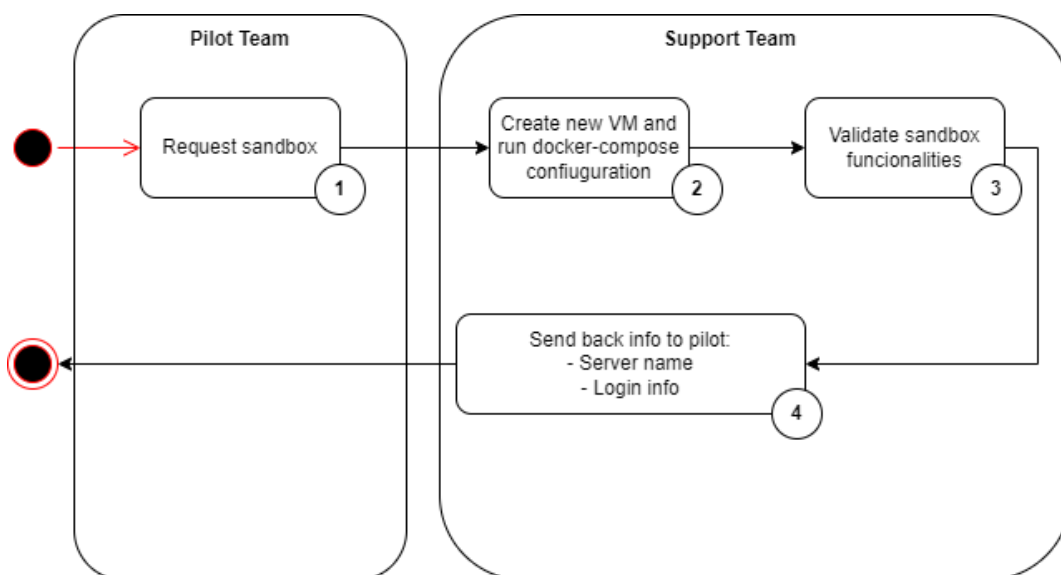 Pilot Team
Support Team
Request sandbox
1
Create new VM and
run docker-compose
confiuguration
2
Validate sandbox
funcionalities
3
Send back info to pilot:
- Server name
- Login info
4